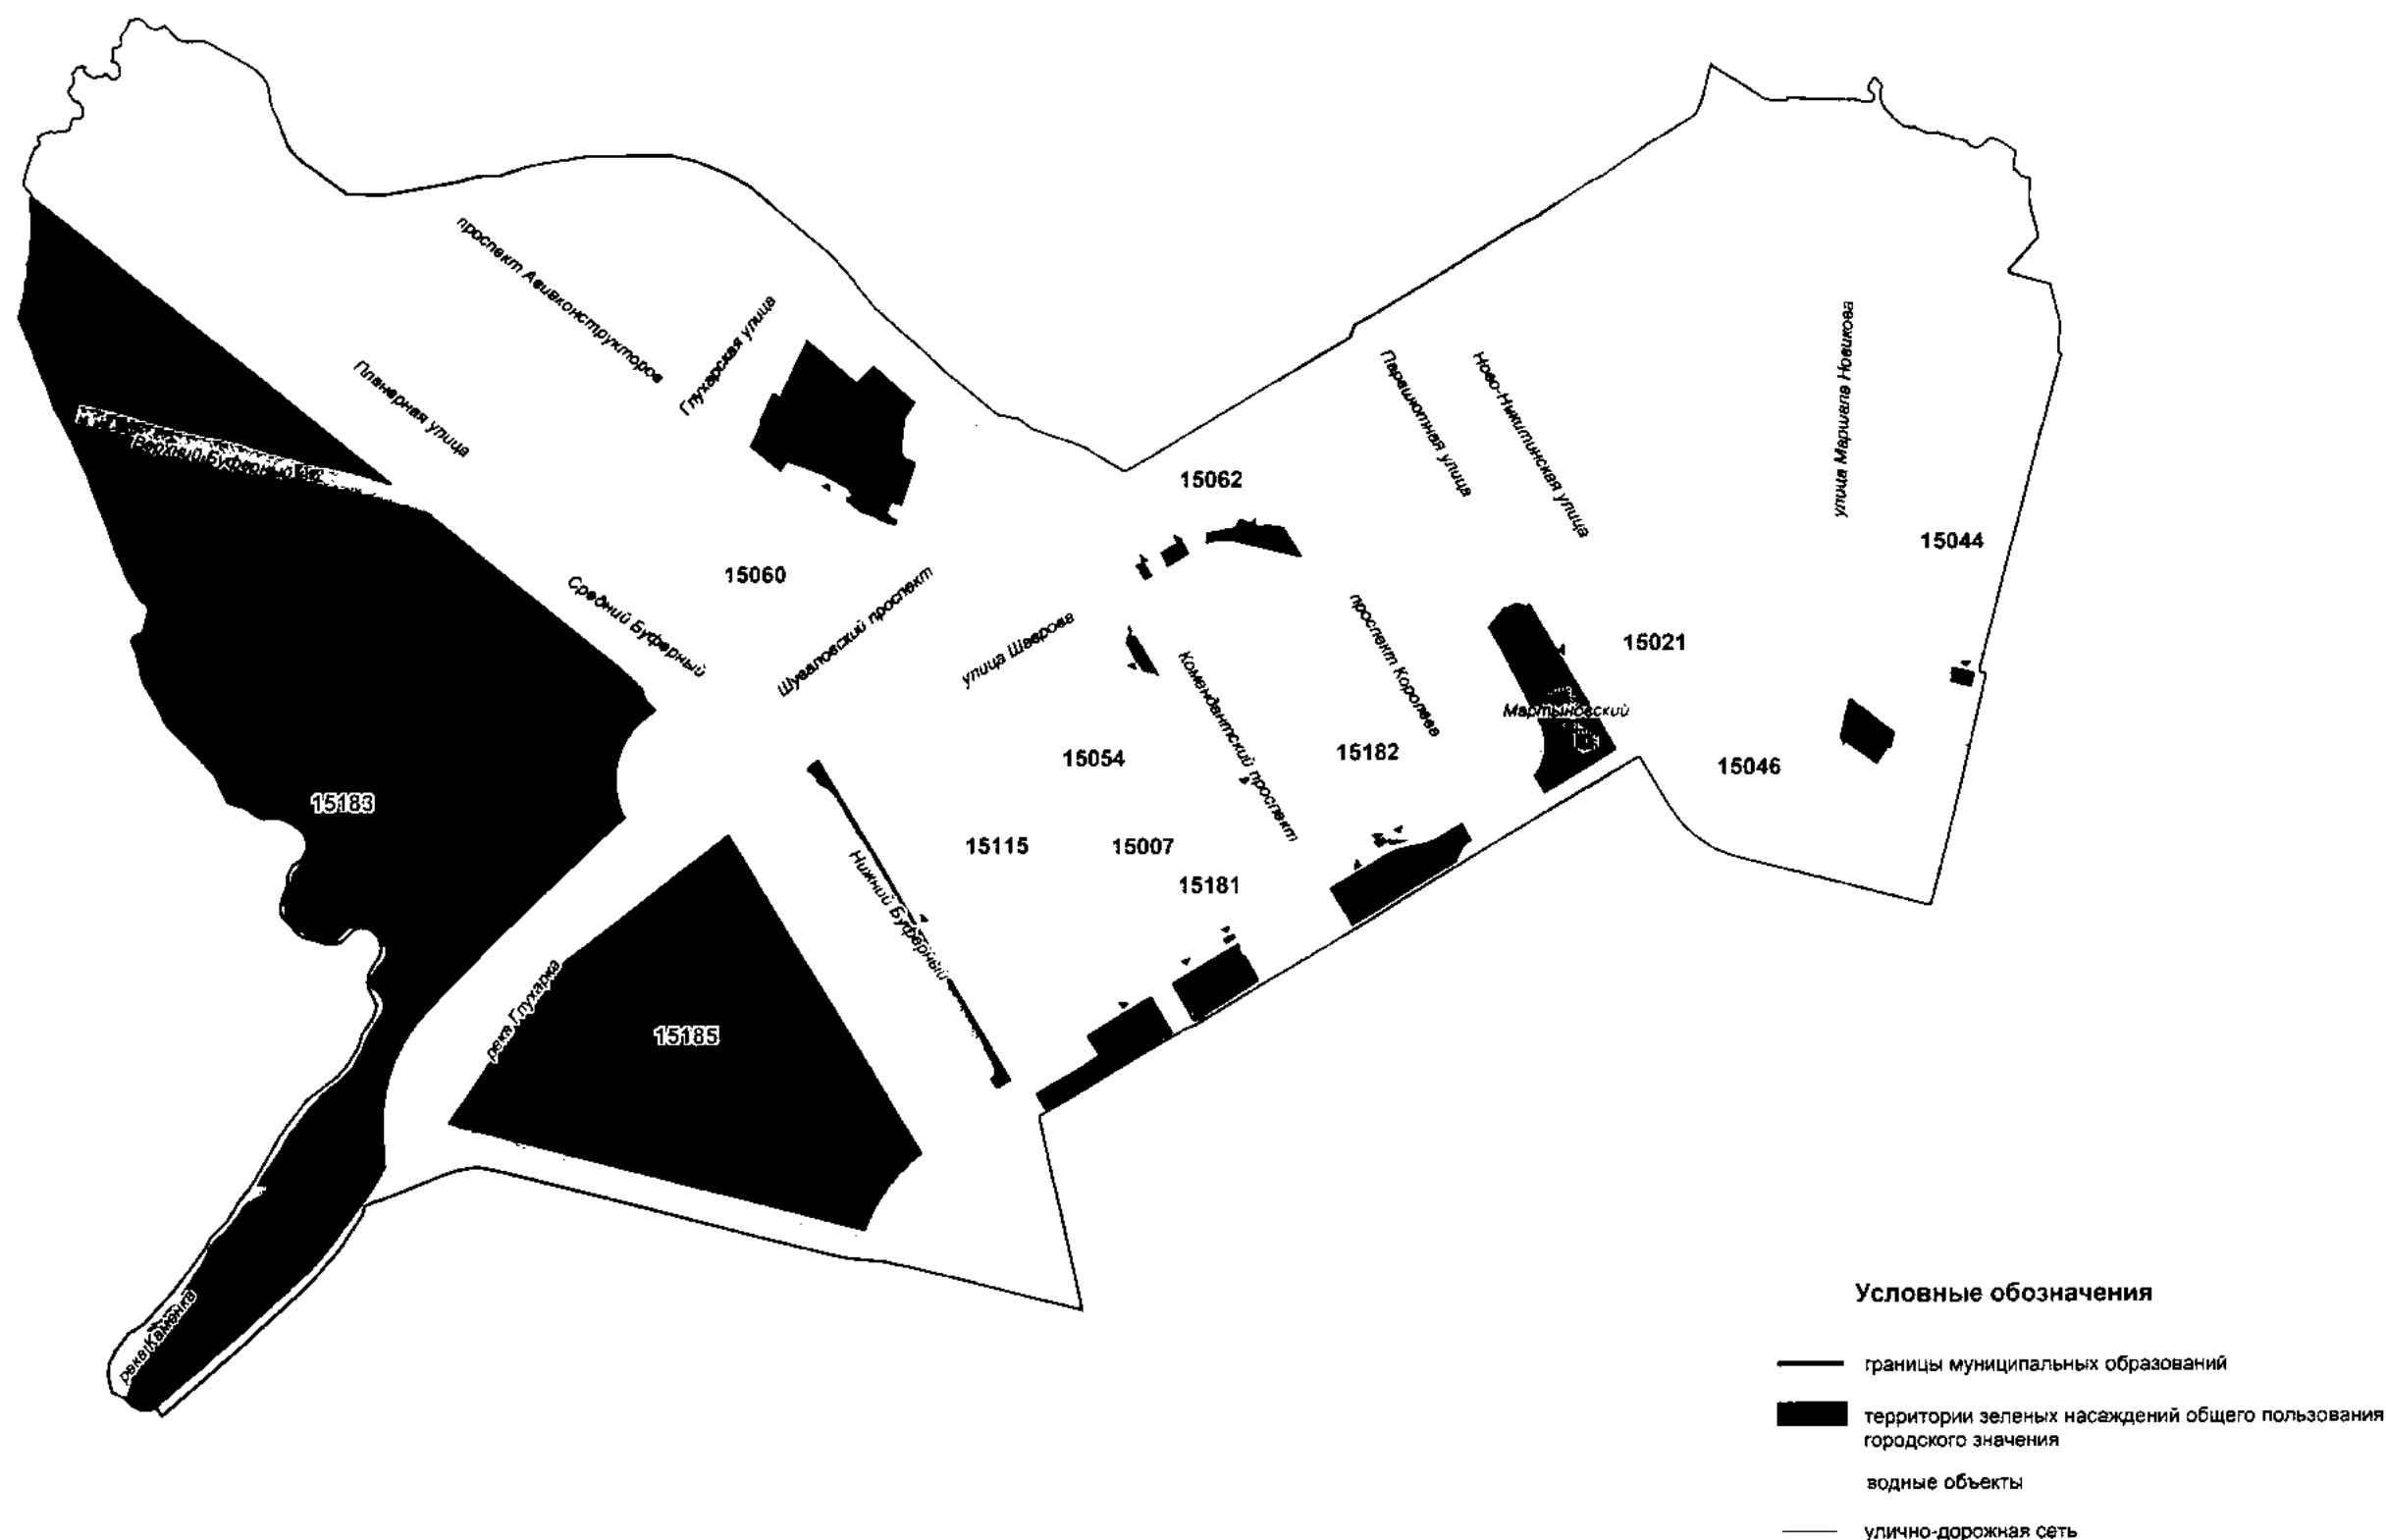 проспект Авиаконструкторов
Глухарская улица
Планерная улица
Верхний Буферный
15062
Парашютная улица
Ново-Никитинская улица
улица Маршала Новикова
15044
15060
Средний Буферный
Шуваловский проспект
улица Шаврова
Комендантский проспект
проспект Королева
15021
Мартыновский
15054
15182
15046
15183
15115
15007
15181
Нижний Буферный
река Глухарка
15185
река Каменка
Условные обозначения
границы муниципальных образований
территории зеленых насаждений общего пользования
городского значения
водные объекты
улично-дорожная сеть